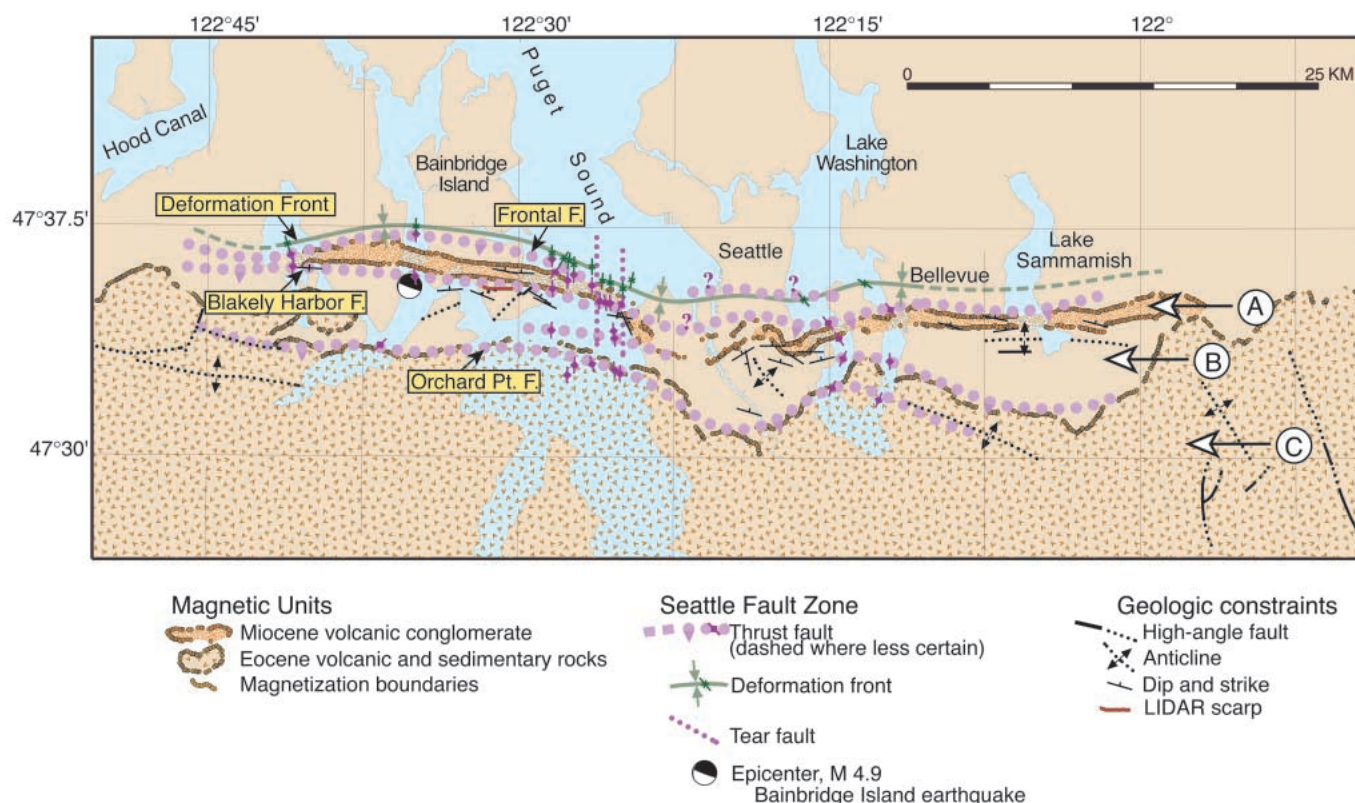 122°45' 122°30' 122°15' 122°
0 25 KM
Puget Sound
Hood Canal
Lake
Washington
Bainbridge
Island
47°37.5'
Deformation Front
Frontal F.
Seattle
Lake
Sammamish
Bellevue
Blakely Harbor F.
? ? ?
A
B
Orchard Pt. F.
47°30'
C
Magnetic Units
Miocene volcanic conglomerate
Eocene volcanic and sedimentary rocks
Magnetization boundaries
Seattle Fault Zone
Thrust fault
(dashed where less certain)
Deformation front
Tear fault
Epicenter, M 4.9
Bainbridge Island earthquake
Geologic constraints
High-angle fault
Anticline
Dip and strike
LIDAR scarp